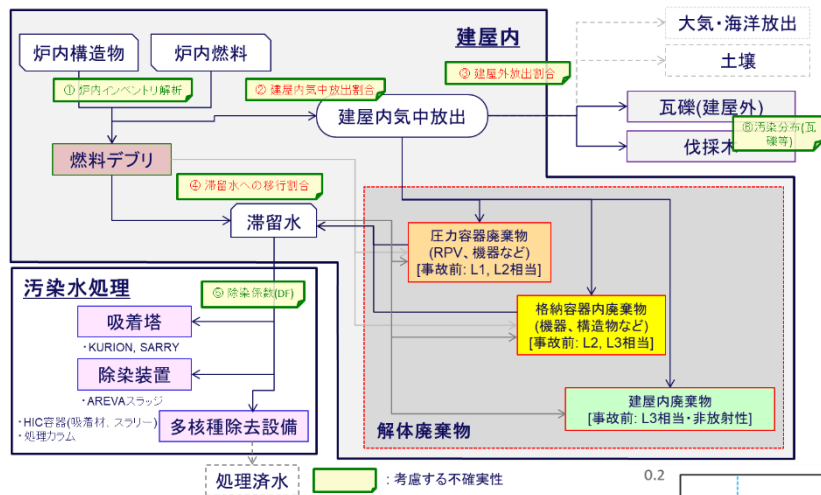 建屋内
大気・海洋放出
土壌
炉内構造物
炉内燃料
① 炉内インベントリ解析
② 建屋内気中放出割合
③ 建屋外放出割合
建屋内気中放出
瓦礫(建屋外)
伐採木
⑥汚染分布(瓦
礫等)
燃料デブリ
④ 滞留水への移行割合
滞留水
圧力容器廃棄物
(RPV、機器など)
[事故前: L1, L2相当]
格納容器内廃棄物
(機器、構造物など)
[事故前: L2, L3相当]
建屋内廃棄物
[事故前: L3相当・非放射性]
解体廃棄物
汚染水処理
⑤ 除染係数(DF)
吸着塔
・KURION, SARRY
除染装置
・AREVAスラッジ
・HIC容器(吸着材、スラリー)
・処理カラム
多核種除去設備
処理済水
: 考慮する不確実性
0.2